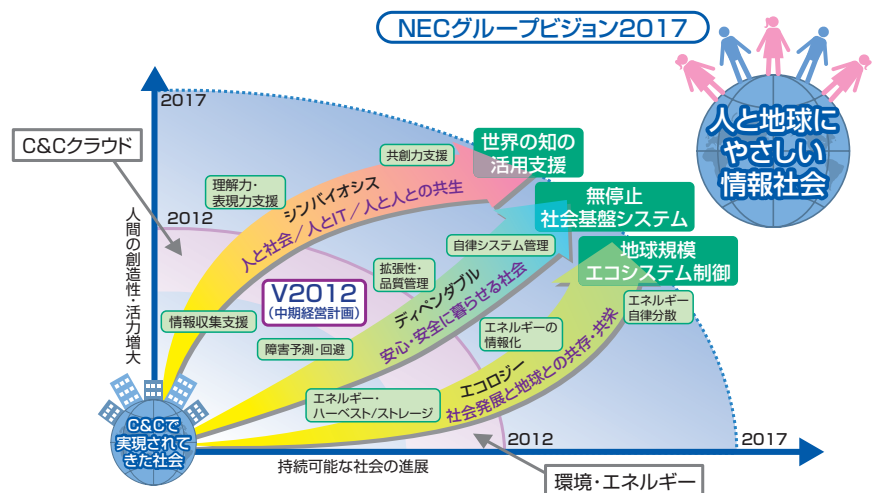 NECグループビジョン2017
人と地球に
やさしい
情報社会
2017
C&Cクラウド
世界の知の
活用支援
共創力支援
理解力・
表現力支援
シンバイオシス
人と社会/人とIT/人と人との共生
無停止
社会基盤システム
2012
人間の創造性・活力増大
自律システム管理
地球規模
エコシステム制御
拡張性・
品質管理
V2012
(中期経営計画)
ディペンダブル
安心・安全に暮らせる社会
エネルギー
自律分散
情報収集支援
エネルギーの
情報化
障害予測・回避
エコロジー
社会発展と地球との共存・共栄
エネルギー・
ハーベスト/ストレージ
C&Cで
実現されて
きた社会
2012
2017
持続可能な社会の進展
環境・エネルギー